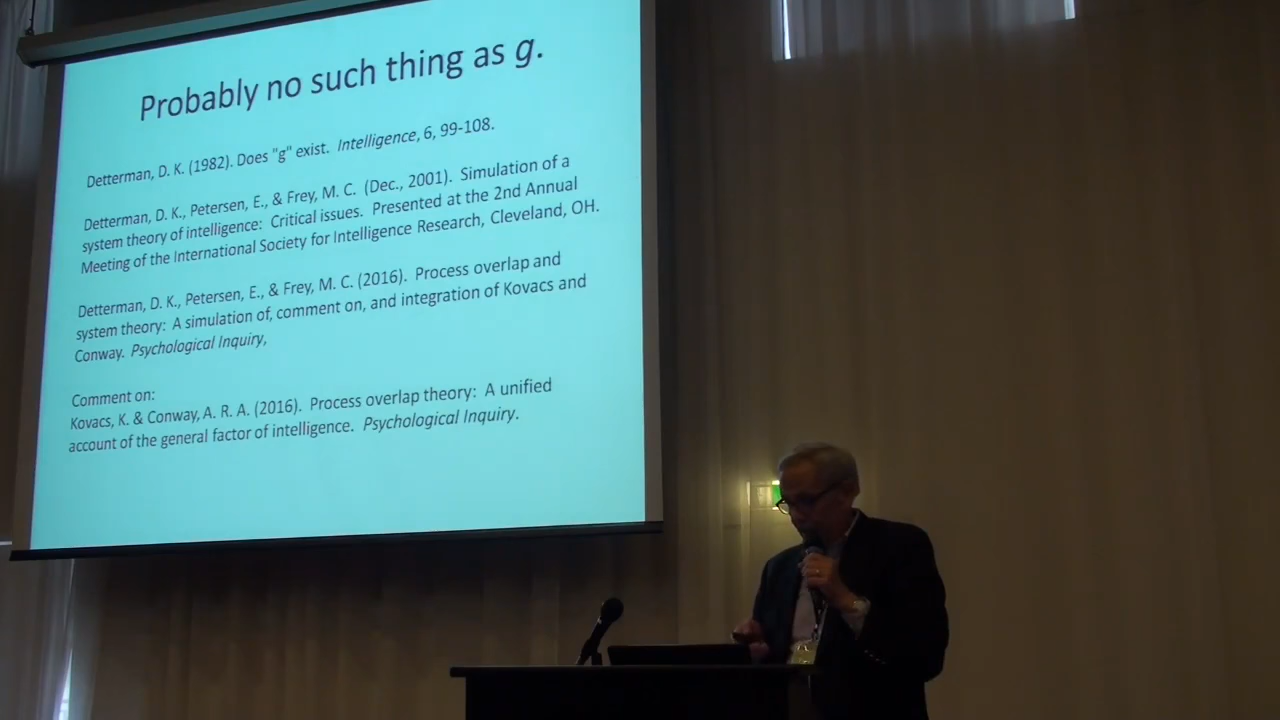 Probably no such thing as g.
Detterman, D. K. (1982). Does "g" exist. Intelligence, 6, 99-108.
Detterman, D. K., Petersen, E., & Frey, M. C. (Dec., 2001). Simulation of a
system theory of intelligence: Critical issues. Presented at the 2nd Annual
Meeting of the International Society for Intelligence Research, Cleveland, OH.
Detterman, D. K., Petersen, E., & Frey, M. C. (2016). Process overlap and
system theory: A simulation of, comment on, and integration of Kovacs and
Conway. Psychological Inquiry,
Comment on:
Kovacs, K. & Conway, A. R. A. (2016). Process overlap theory: A unified
account of the general factor of intelligence. Psychological Inquiry.